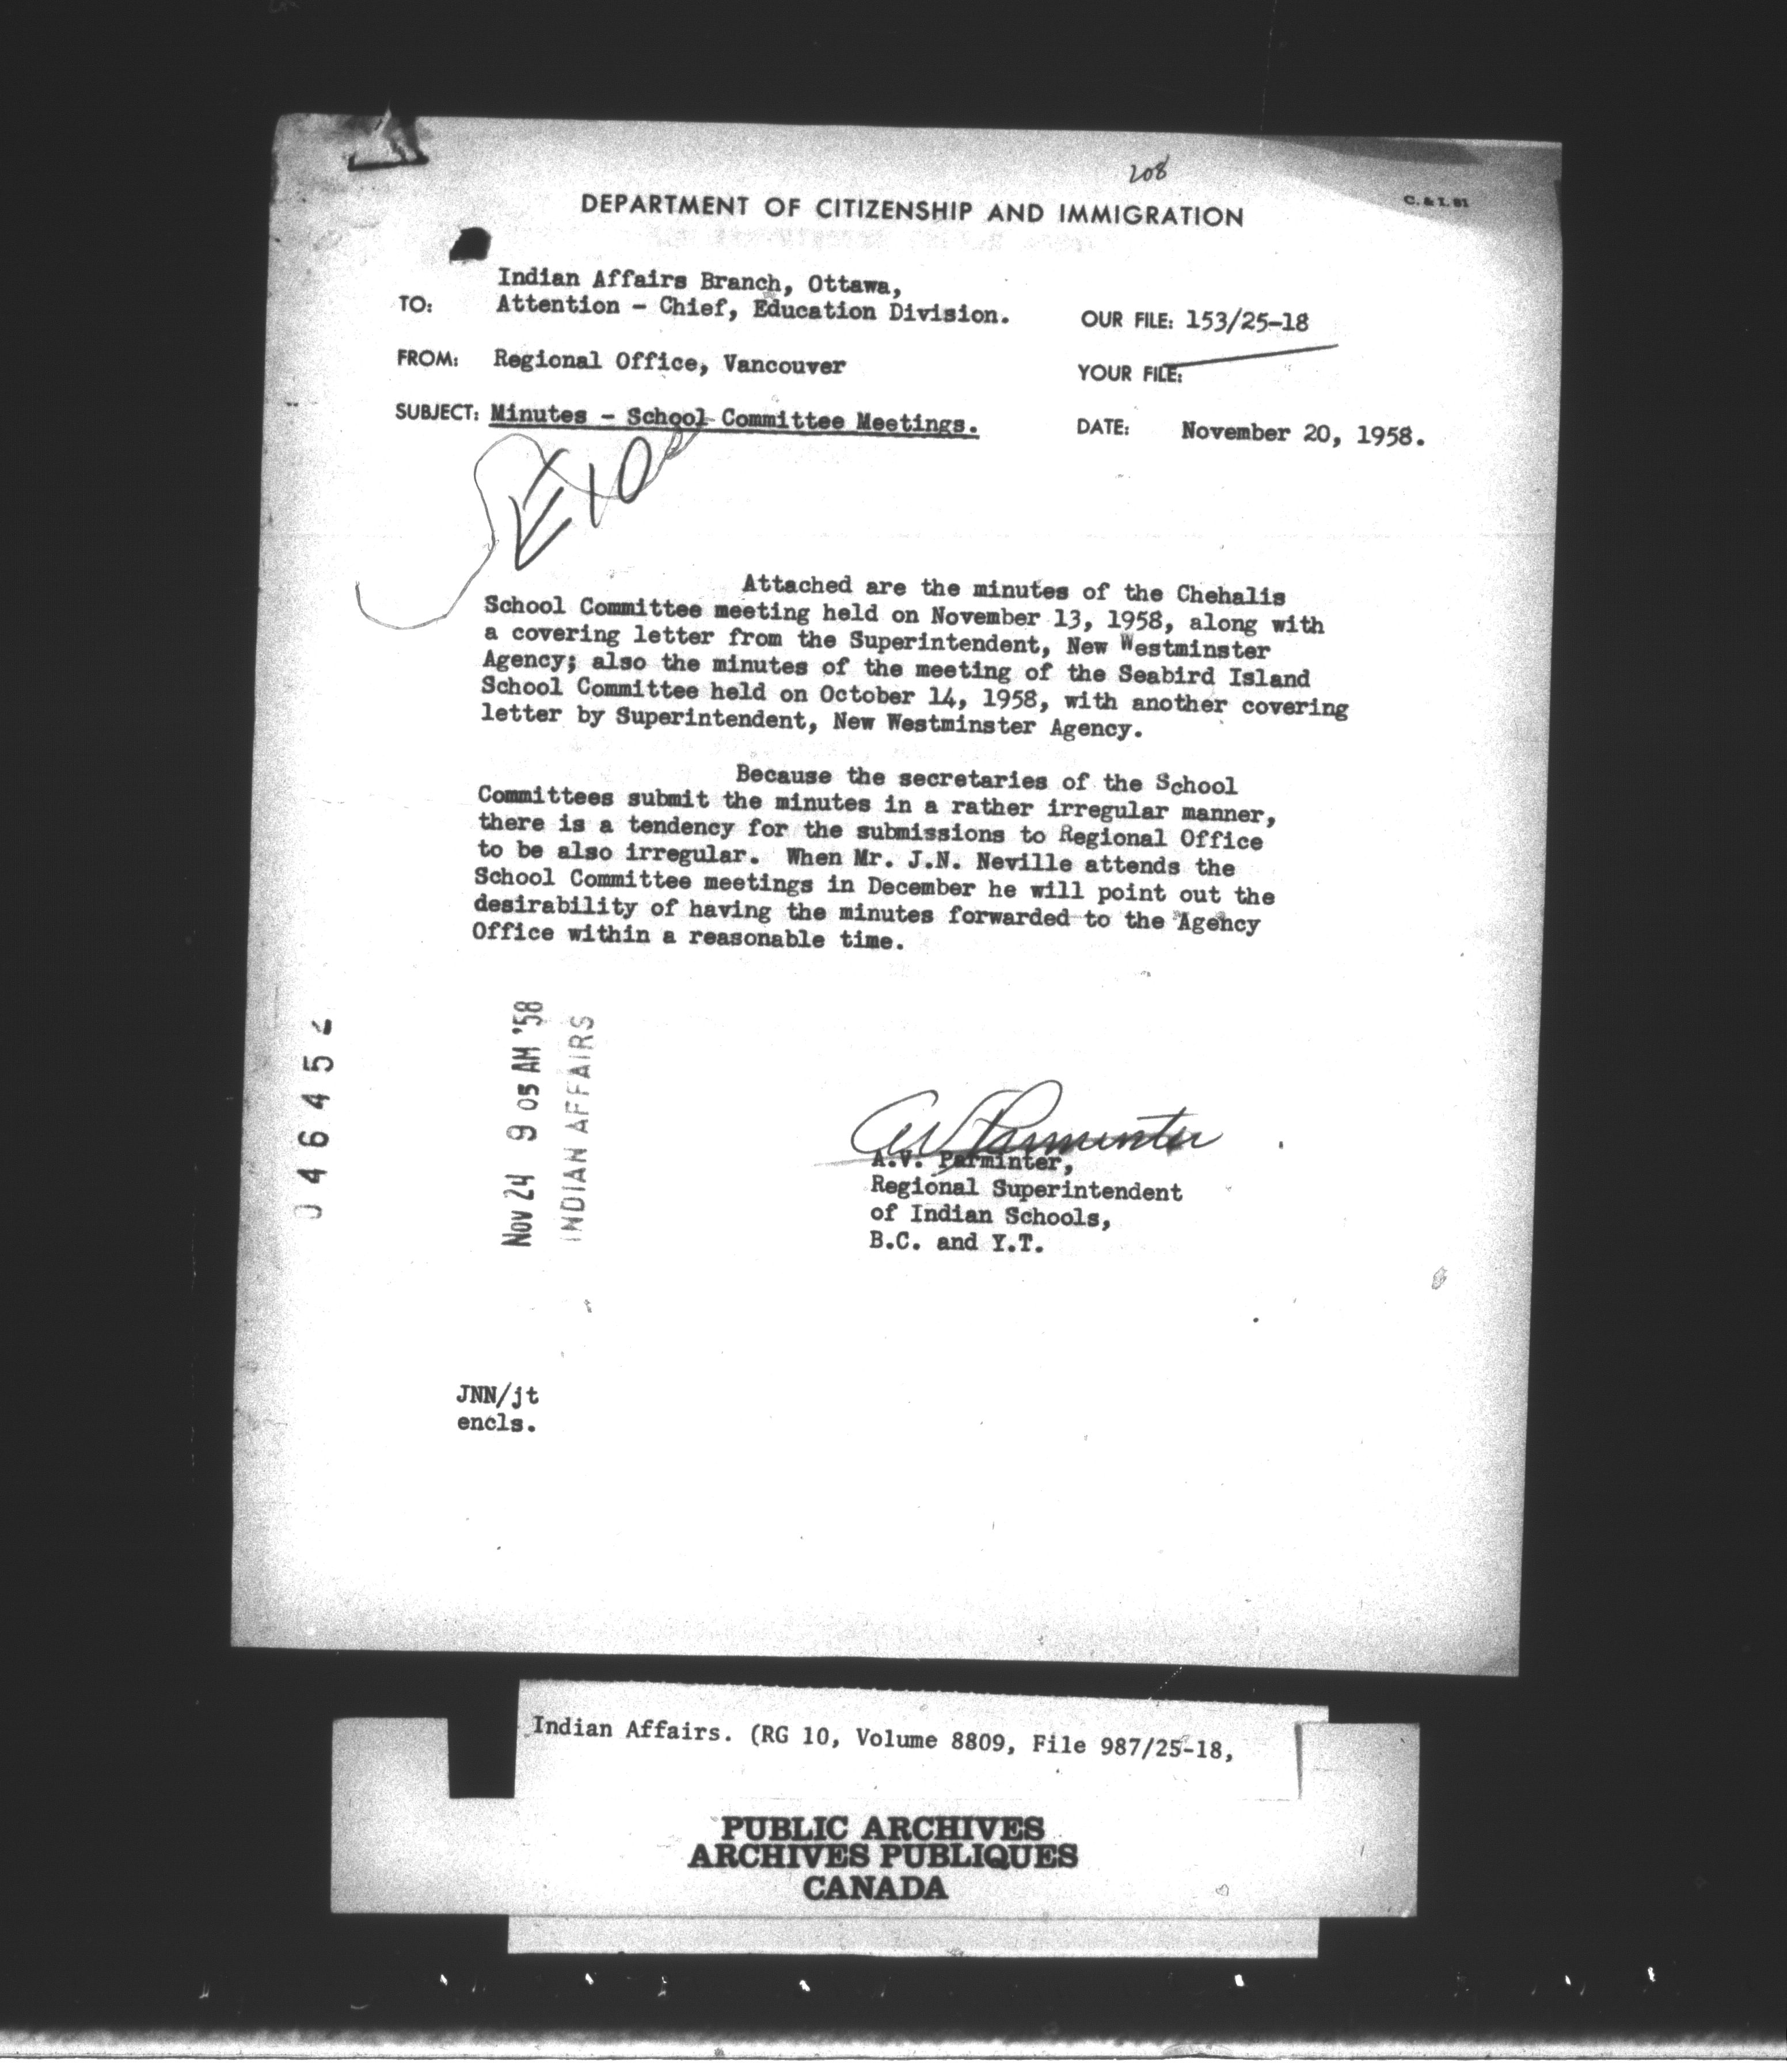 208
DEPARTMENT OF CITIZENSHIP AND IMMIGRATION
C. & I. 81
Indian Affairs Branch, Ottawa,
TO: Attention - Chief, Education Division.
OUR FILE: 153/25-18
FROM: Regional Office, Vancouver
YOUR FILE:
SUBJECT: Minutes - School Committee Meetings.
DATE: November 20, 1958.
Attached are the minutes of the Chehalis
School Committee meeting held on November 13, 1958, along with
a covering letter from the Superintendent, New Westminster
Agency; also the minutes of the meeting of the Seabird Island
School Committee held on October 14, 1958, with another covering
letter by Superintendent, New Westminster Agency.
Because the secretaries of the School
Committees submit the minutes in a rather irregular manner,
there is a tendency for the submissions to Regional Office
to be also irregular. When Mr. J.N. Neville attends the
School Committee meetings in December he will point out the
desirability of having the minutes forwarded to the Agency
Office within a reasonable time.
046452
Nov 24 9 05 AM '58
INDIAN AFFAIRS
AV Parminter
A.V. Parminter,
Regional Superintendent
of Indian Schools,
B.C. and Y.T.
JNN/jt
encls.
Indian Affairs. (RG 10, Volume 8809, File 987/25-18,
PUBLIC ARCHIVES
ARCHIVES PUBLIQUES
CANADA